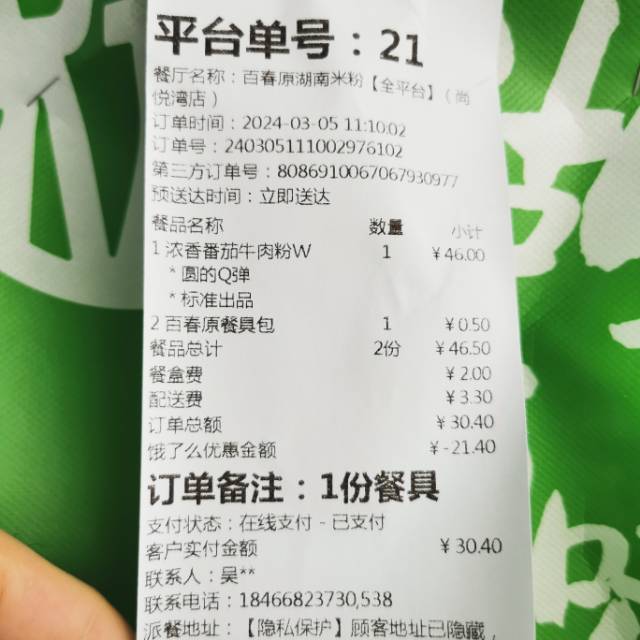 平台单号：21
餐厅名称：百春原湖南米粉【全平台】（尚
悦湾店）
订单时间：2024-03-05 11:10:02
订单号：2403051110029761​02
第三方订单号：8086910067067930977
预送达时间：立即送达
餐品名称 数量 小计
1 浓香番茄牛肉粉W 1 ￥46.00
* 圆的Q弹
* 标准出品
2 百春原餐具包 1 ￥0.50
餐品总计 2份 ￥46.50
餐盒费 ￥2.00
配送费 ￥3.30
订单总额 ￥30.40
饿了么优惠金额 ￥-21.40
订单备注：1份餐具
支付状态：在线支付 - 已支付
客户实付金额 ￥30.40
联系人：吴**
联系电话：18466823730,538
派餐地址：【隐私保护】顾客地址已隐藏，